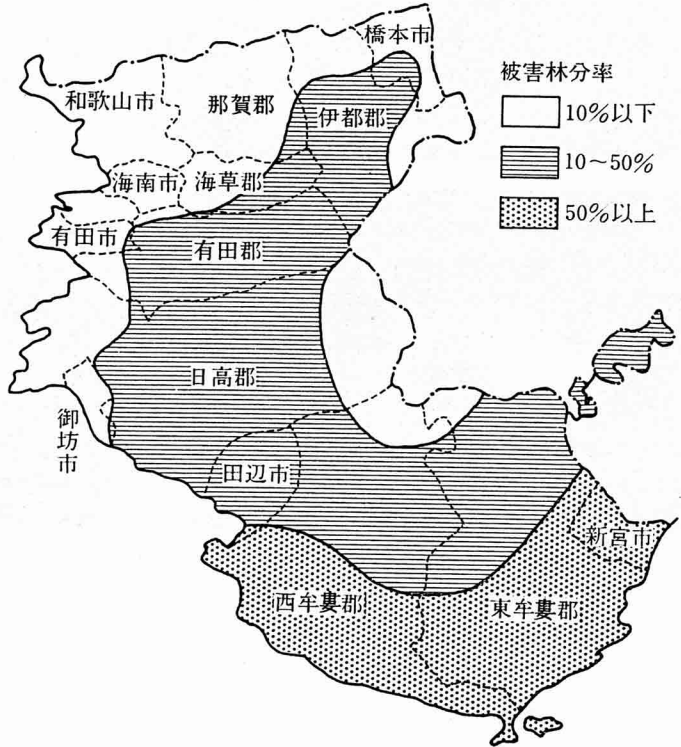 橋本市
被害林分率
和歌山市
那賀郡
伊都郡
10%以下
10~50%
海南市
海草郡
50%以上
有田市
有田郡
日高郡
御坊市
田辺市
新宮市
西牟婁郡
東牟婁郡